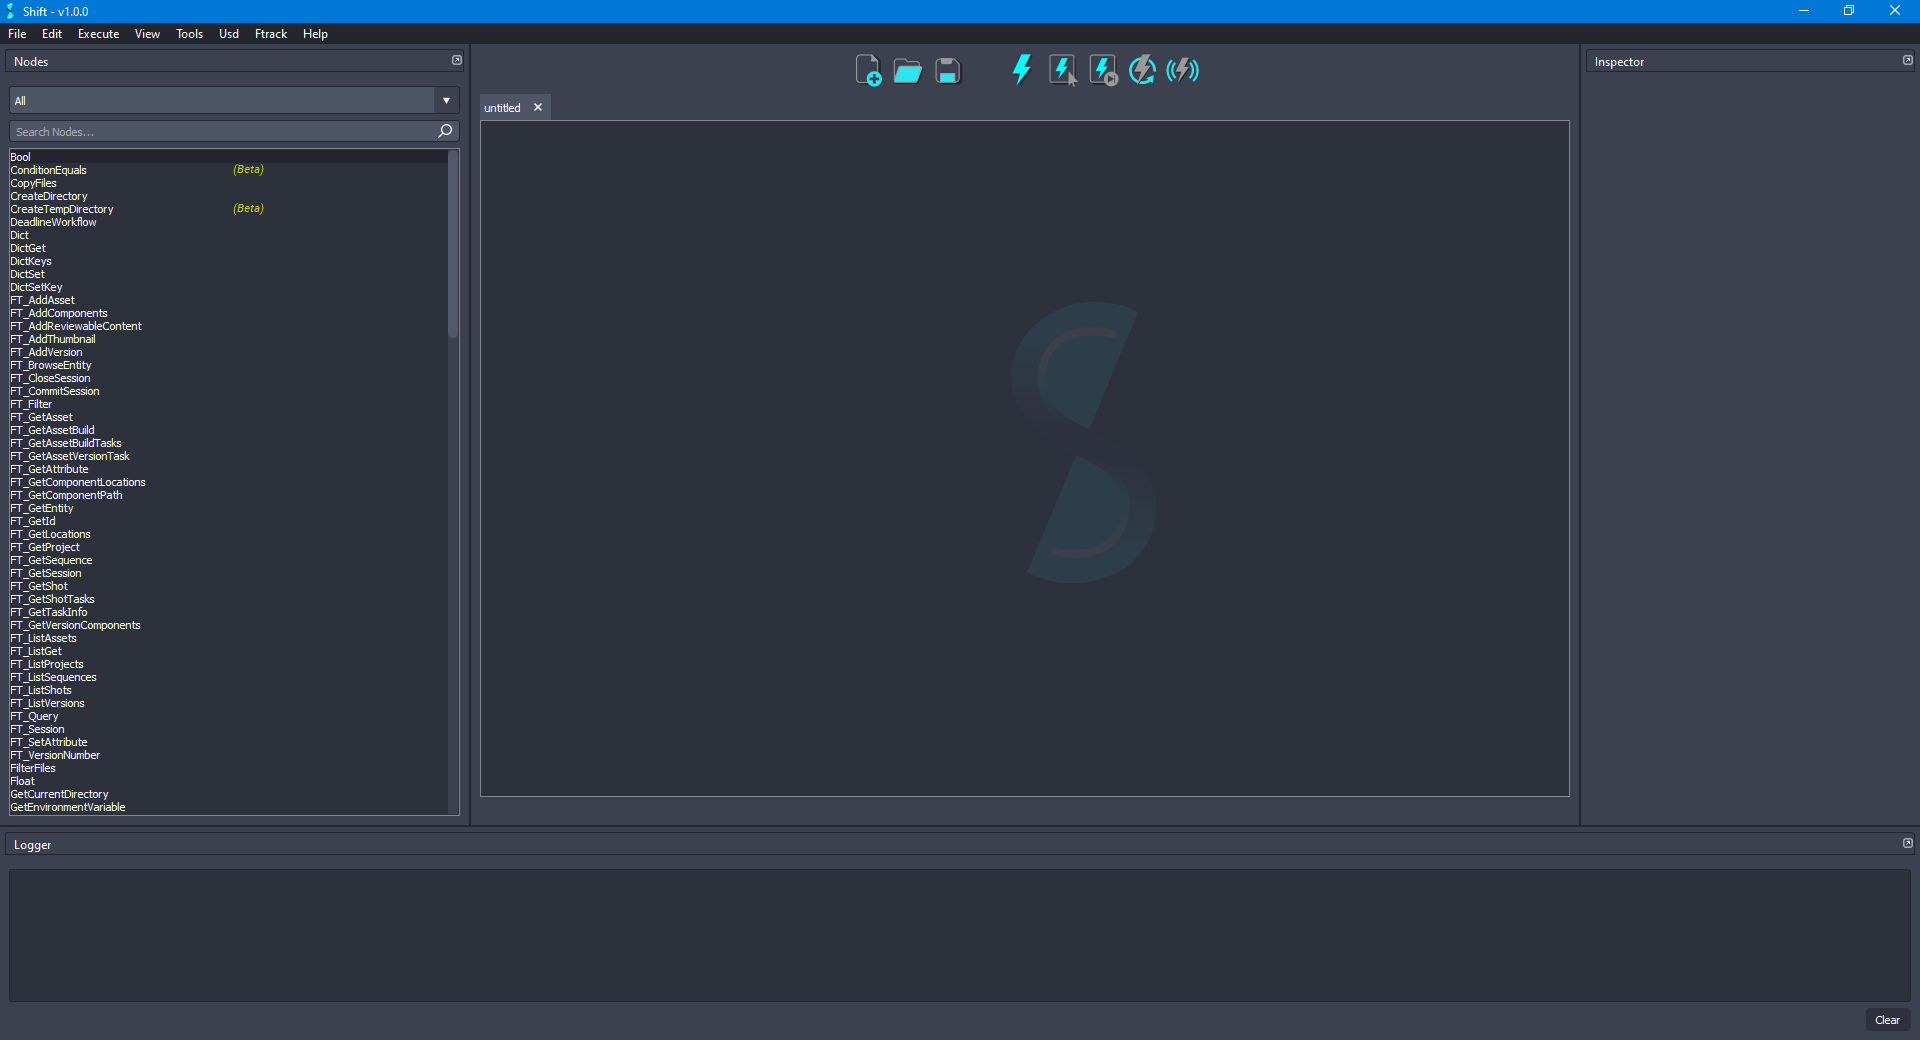 Shift - v1.0.0
File Edit Execute View Tools Usd Ftrack Help
Nodes
All
Search Nodes...
Bool
ConditionEquals (Beta)
CopyFiles
CreateDirectory
CreateTempDirectory (Beta)
DeadlineWorkflow
Dict
DictGet
DictKeys
DictSet
DictSetKey
FT_AddAsset
FT_AddComponents
FT_AddReviewableContent
FT_AddThumbnail
FT_AddVersion
FT_BrowseEntity
FT_CloseSession
FT_CommitSession
FT_Filter
FT_GetAsset
FT_GetAssetBuild
FT_GetAssetBuildTasks
FT_GetAssetVersionTask
FT_GetAttribute
FT_GetComponentLocations
FT_GetComponentPath
FT_GetEntity
FT_GetId
FT_GetLocations
FT_GetProject
FT_GetSequence
FT_GetSession
FT_GetShot
FT_GetShotTasks
FT_GetTaskInfo
FT_GetVersionComponents
FT_ListAssets
FT_ListGet
FT_ListProjects
FT_ListSequences
FT_ListShots
FT_ListVersions
FT_Query
FT_Session
FT_SetAttribute
FT_VersionNumber
FilterFiles
Float
GetCurrentDirectory
GetEnvironmentVariable
untitled
Inspector
Logger
Clear